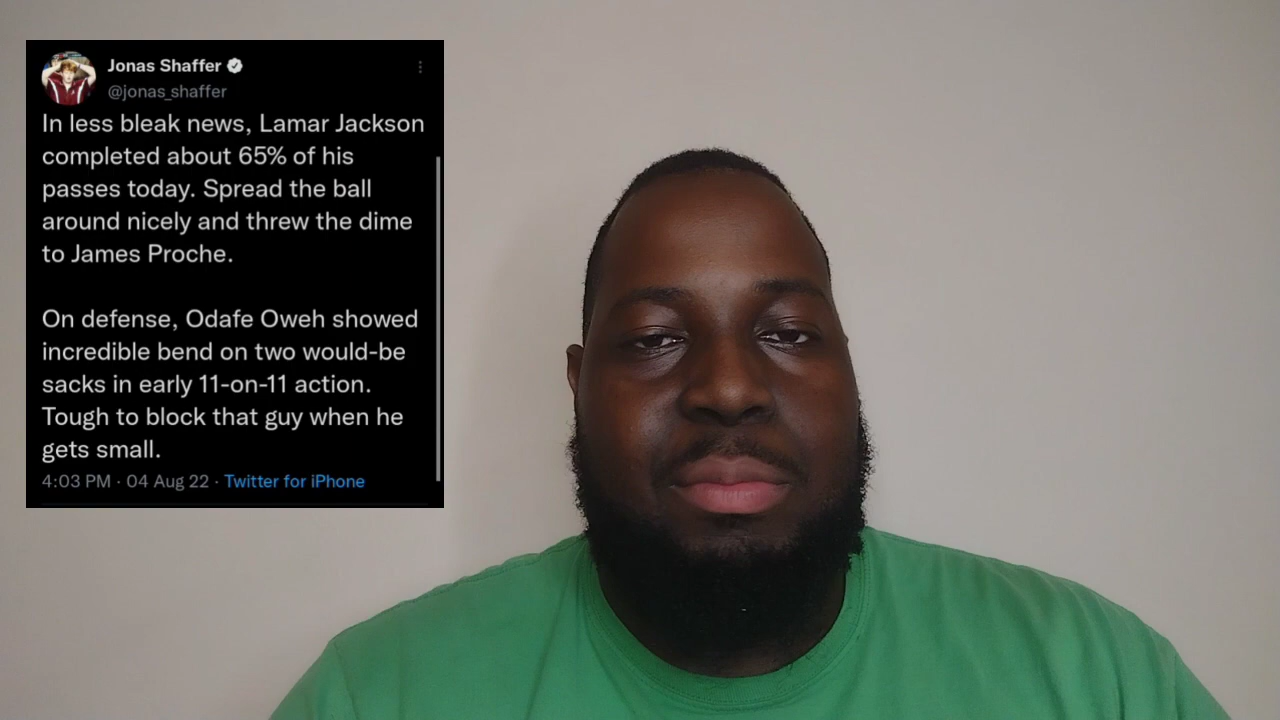 Jonas Shaffer
@jonas_shaffer
In less bleak news, Lamar Jackson
completed about 65% of his
passes today. Spread the ball
around nicely and threw the dime
to James Proche.
On defense, Odafe Oweh showed
incredible bend on two would-be
sacks in early 11-on-11 action.
Tough to block that guy when he
gets small.
4:03 PM · 04 Aug 22 · Twitter for iPhone